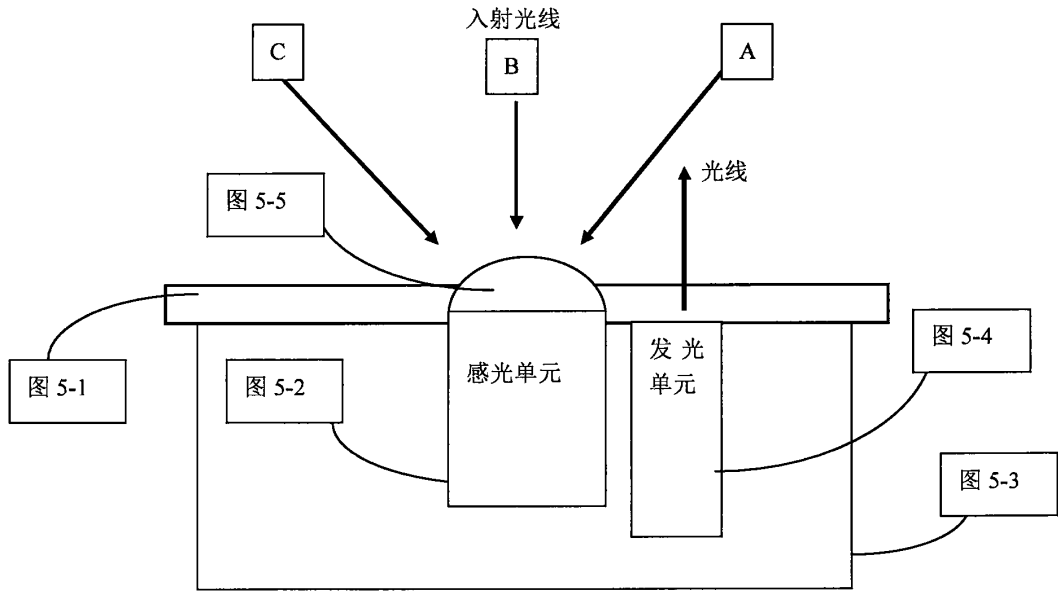 入射光线
C
B
A
光线
图 5-5
图 5-1
图 5-2
感光单元
发 光
单元
图 5-4
图 5-3